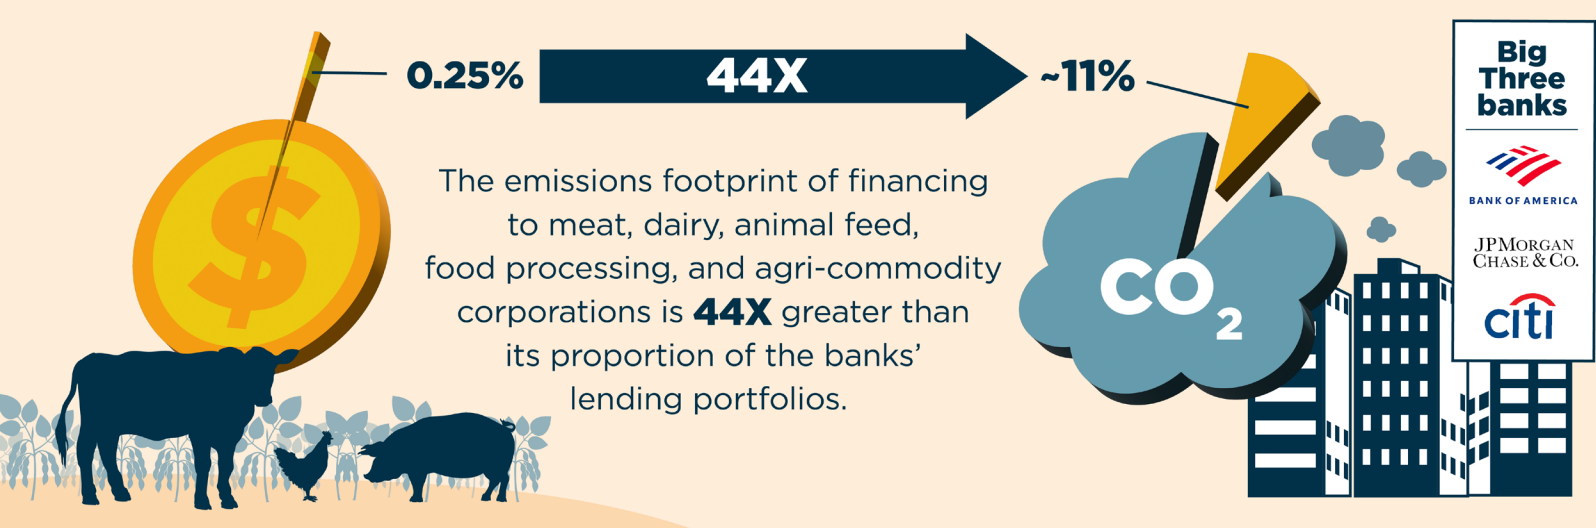 0.25%
44X
~11%
The emissions footprint of financing
to meat, dairy, animal feed,
food processing, and agri-commodity
corporations is 44X greater than
its proportion of the banks’
lending portfolios.
$
CO2
Big
Three
banks
BANK OF AMERICA
JPMORGAN
CHASE & CO.
citi